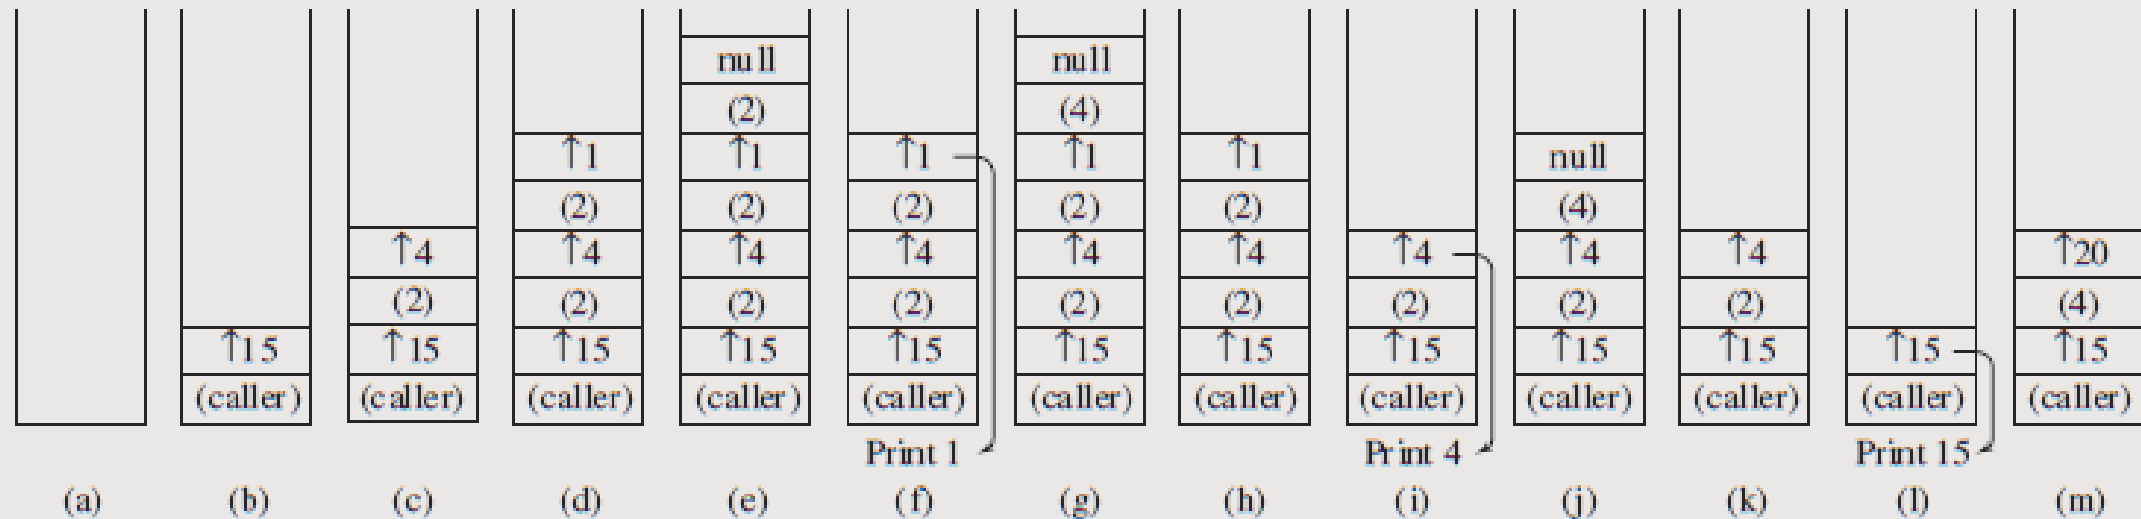 null null
(2) (4)
↑1 ↑1 ↑1 ↑1 ↑1 null
(2) (2) (2) (2) (2) (4)
↑4 ↑4 ↑4 ↑4 ↑4 ↑4 ↑4 ↑4 ↑4 ↑20
(2) (2) (2) (2) (2) (2) (2) (2) (2) (4)
↑15 ↑15 ↑15 ↑15 ↑15 ↑15 ↑15 ↑15 ↑15 ↑15 ↑15 ↑15
(caller) (caller) (caller) (caller) (caller) (caller) (caller) (caller) (caller) (caller) (caller) (caller)
Print 1 Print 4 Print 15
(a) (b) (c) (d) (e) (f) (g) (h) (i) (j) (k) (l) (m)